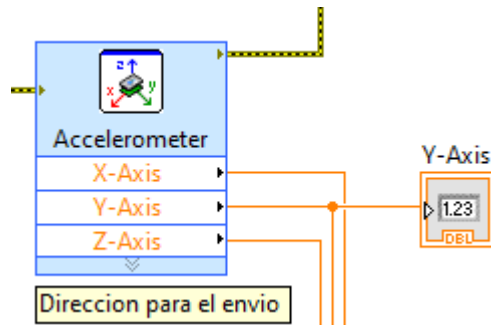 z
x
y
Accelerometer
X-Axis
Y-Axis
Z-Axis
Y-Axis
1.23
DBL
Direccion para el envio